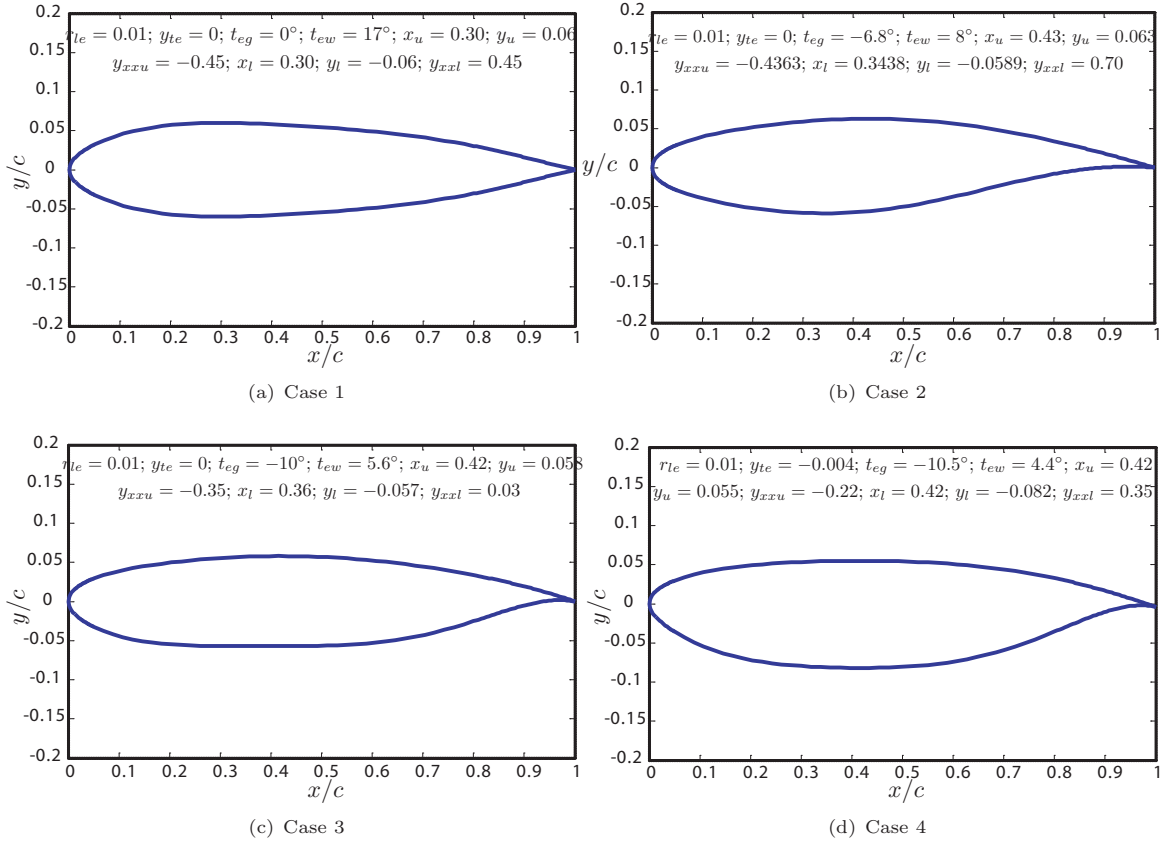 0.2
r_le = 0.01; y_te = 0; t_eg = 0°; t_ew = 17°; x_u = 0.30; y_u = 0.06
y_xxu = −0.45; x_l = 0.30; y_l = −0.06; y_xxl = 0.45
0.15
0.1
0.05
0
-0.05
-0.1
-0.15
-0.2
y/c
0 0.1 0.2 0.3 0.4 0.5 0.6 0.7 0.8 0.9 1
x/c
(a) Case 1
0.2
r_le = 0.01; y_te = 0; t_eg = −6.8°; t_ew = 8°; x_u = 0.43; y_u = 0.063
y_xxu = −0.4363; x_l = 0.3438; y_l = −0.0589; y_xxl = 0.70
0.15
0.1
0.05
y/c 0
-0.05
-0.1
-0.15
-0.2
0 0.1 0.2 0.3 0.4 0.5 0.6 0.7 0.8 0.9 1
x/c
(b) Case 2
0.2
r_le = 0.01; y_te = 0; t_eg = −10°; t_ew = 5.6°; x_u = 0.42; y_u = 0.058
y_xxu = −0.35; x_l = 0.36; y_l = −0.057; y_xxl = 0.03
0.15
0.1
0.05
0
-0.05
-0.1
-0.15
-0.2
y/c
0 0.1 0.2 0.3 0.4 0.5 0.6 0.7 0.8 0.9 1
x/c
(c) Case 3
0.2
r_le = 0.01; y_te = −0.004; t_eg = −10.5°; t_ew = 4.4°; x_u = 0.42
y_u = 0.055; y_xxu = −0.22; x_l = 0.42; y_l = −0.082; y_xxl = 0.35
0.15
0.1
0.05
0
-0.05
-0.1
-0.15
-0.2
y/c
0 0.1 0.2 0.3 0.4 0.5 0.6 0.7 0.8 0.9 1
x/c
(d) Case 4